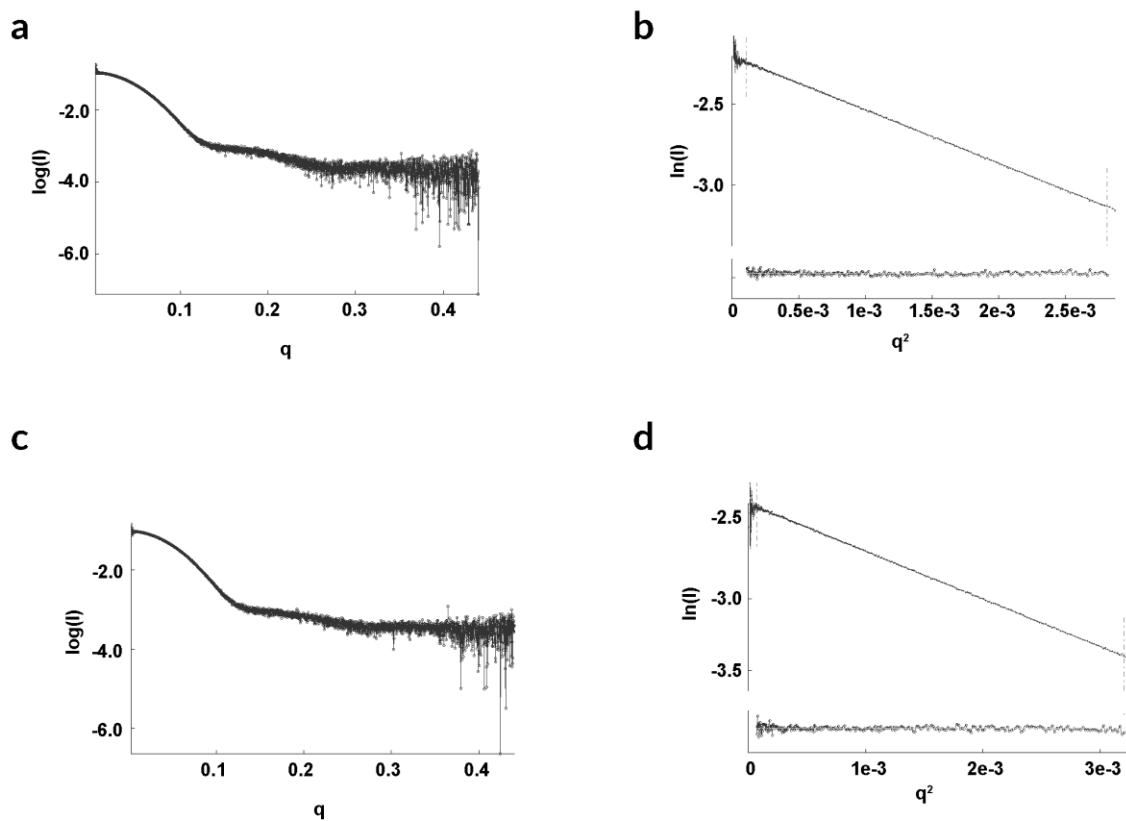 a
log(I)
-2.0
-4.0
-6.0
0.1 0.2 0.3 0.4
q
b
ln(I)
-2.5
-3.0
0 0.5e-3 1e-3 1.5e-3 2e-3 2.5e-3
q²
c
log(I)
-2.0
-4.0
-6.0
0.1 0.2 0.3 0.4
q
d
ln(I)
-2.5
-3.0
-3.5
0 1e-3 2e-3 3e-3
q²